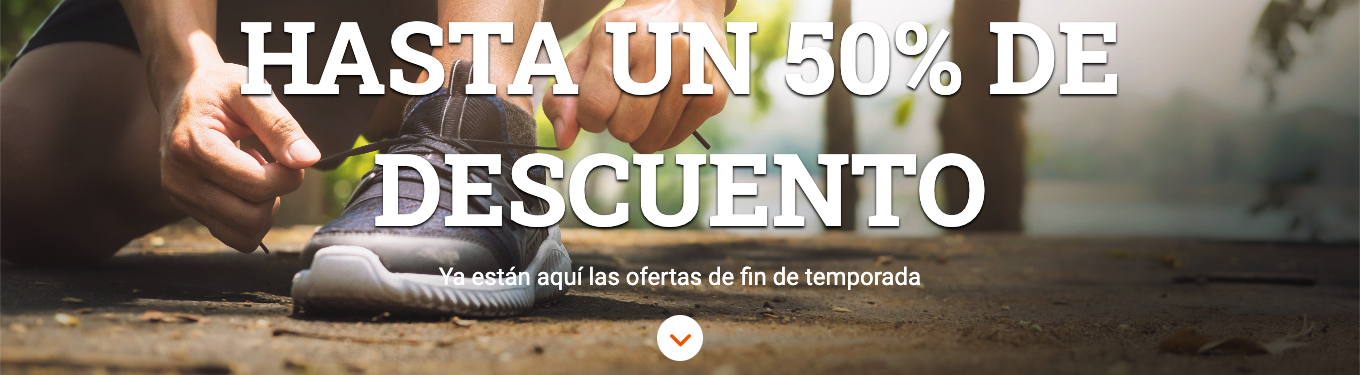 HASTA UN 50% DE
DESCUENTO
Ya están aquí las ofertas de fin de temporada